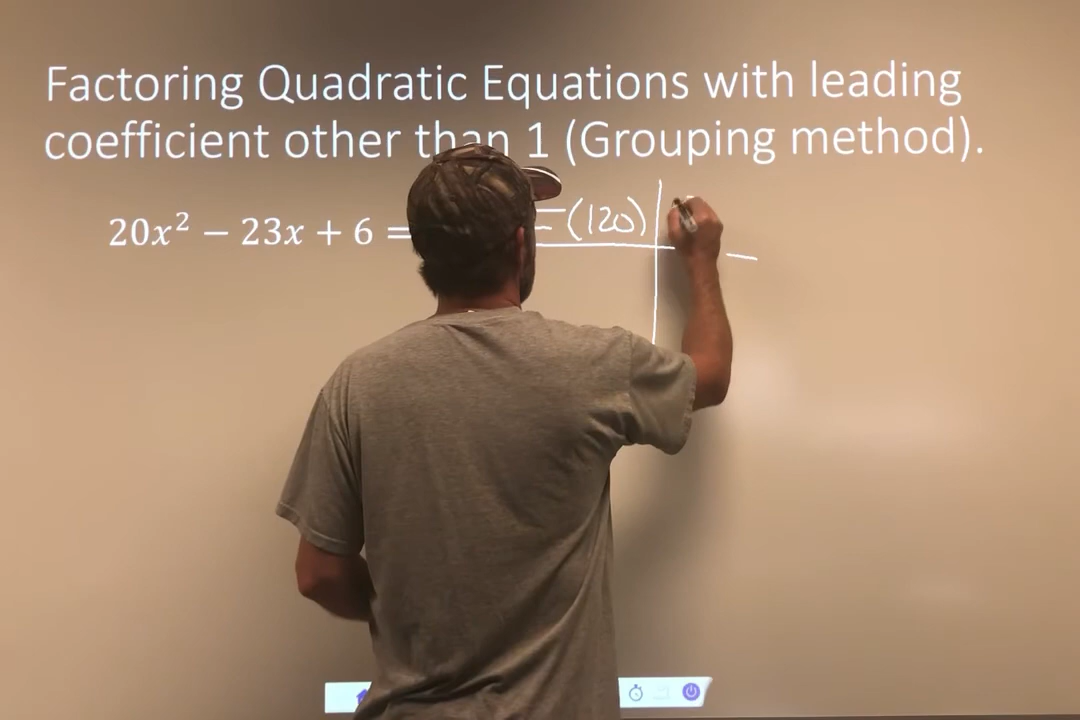 Factoring Quadratic Equations with leading
coefficient other than 1 (Grouping method).
20x² − 23x + 6 = =(120)